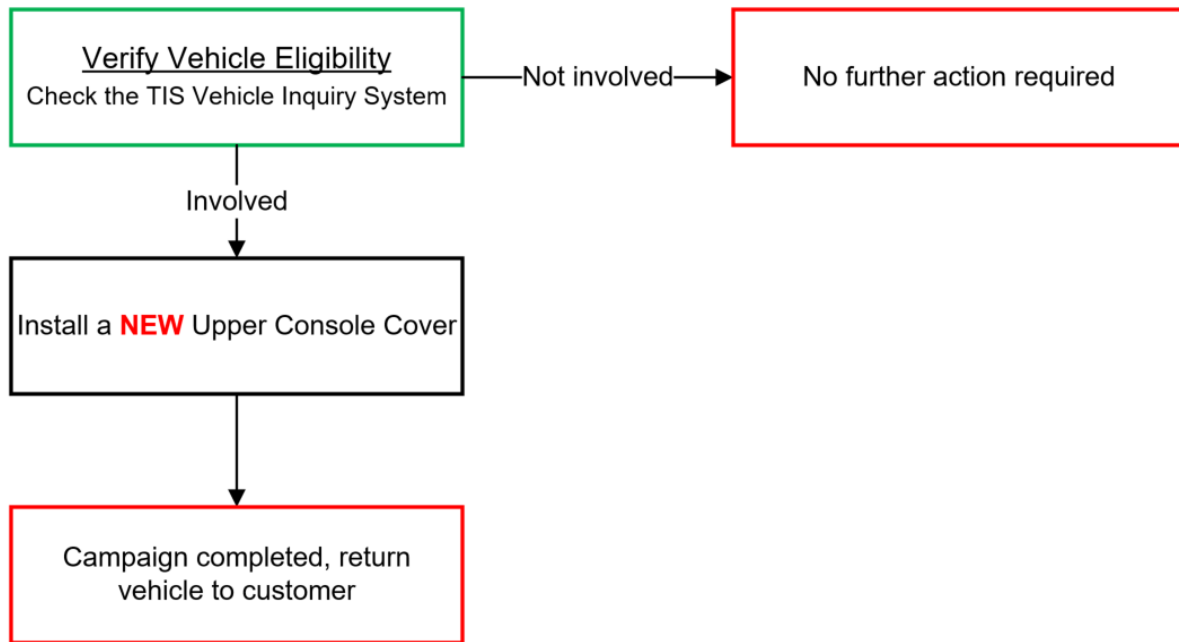 Verify Vehicle Eligibility
Check the TIS Vehicle Inquiry System
Not involved
No further action required
Involved
Install a NEW Upper Console Cover
Campaign completed, return
vehicle to customer